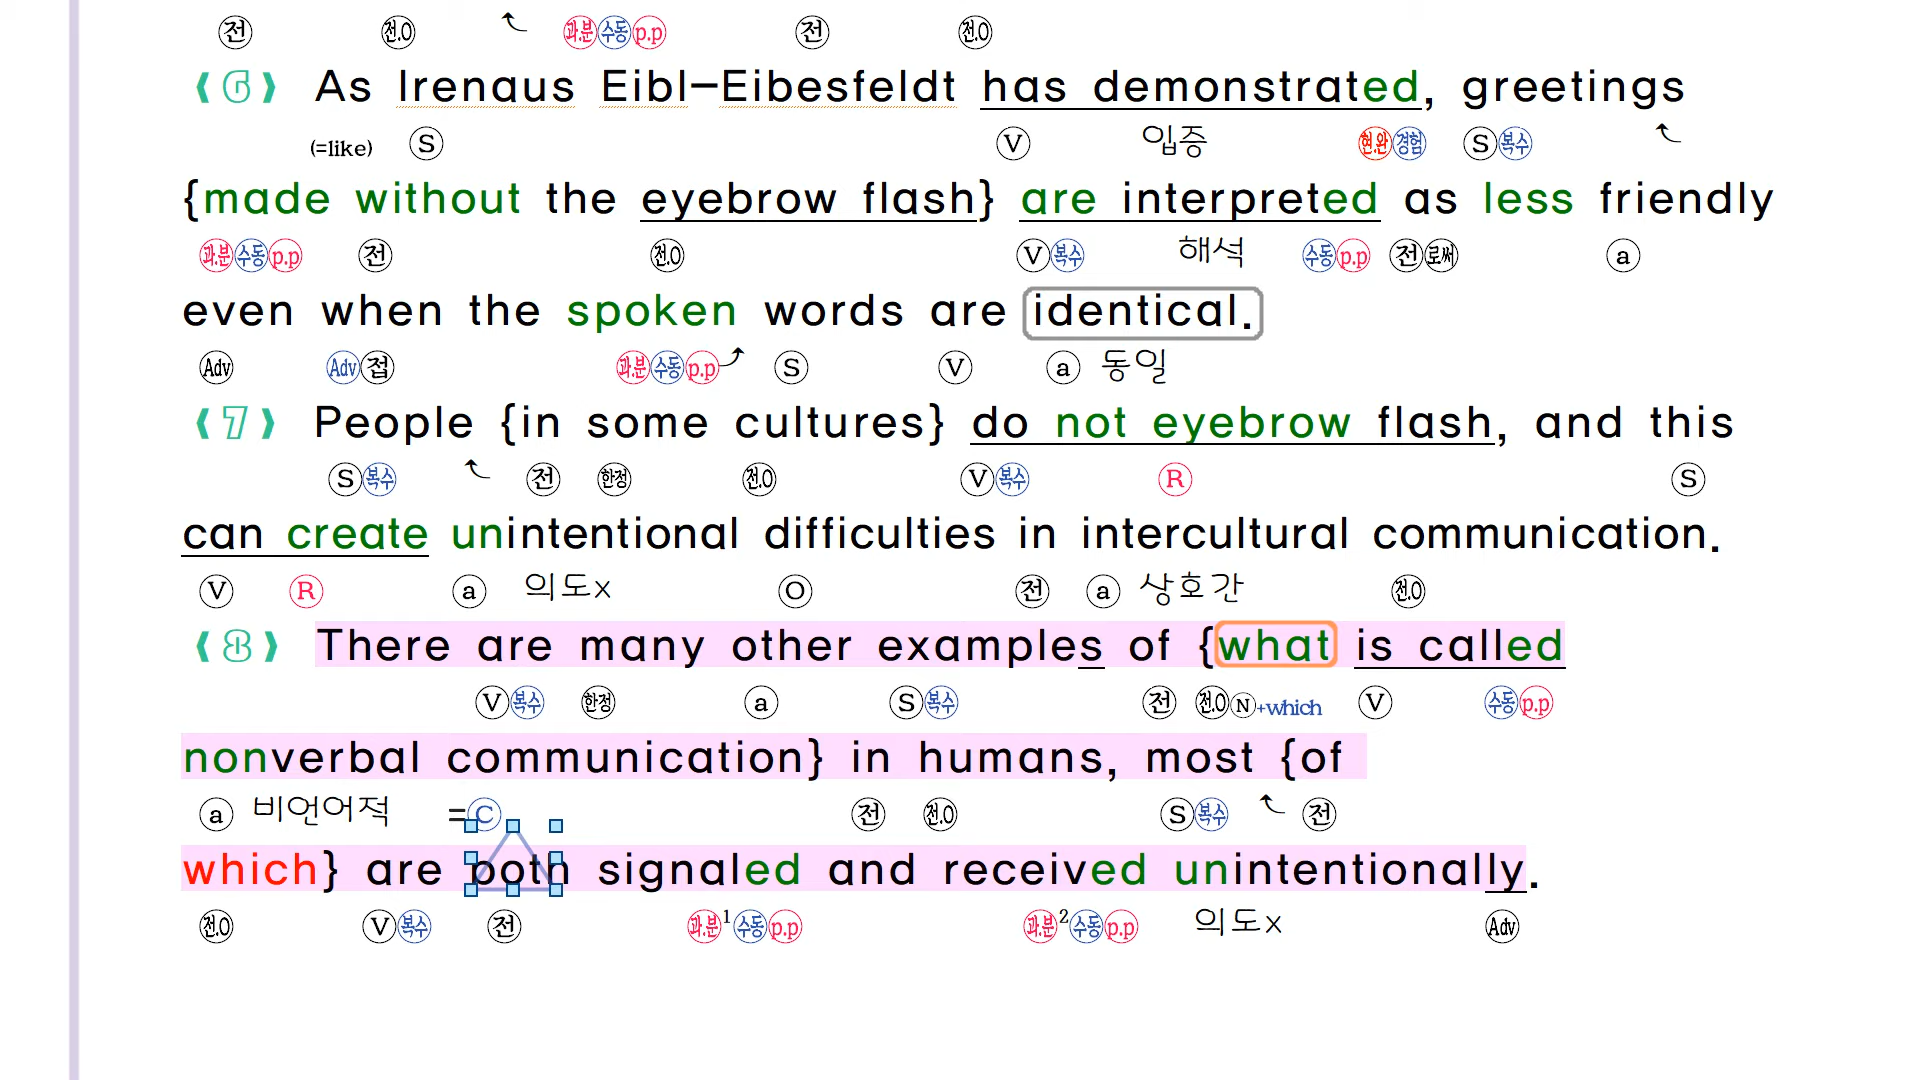 전 전.O 과.분 수동 p.p 전 전.O
《6》 As Irenaus Eibl-Eibesfeldt has demonstrated, greetings
(=like) S V 입증 현.완 경험 S 복수
{made without the eyebrow flash} are interpreted as less friendly
과.분 수동 p.p 전 전.O V 복수 해석 수동 p.p 전 로써 a
even when the spoken words are identical.
Adv Adv 접 과.분 수동 p.p S V a 동일
《7》 People {in some cultures} do not eyebrow flash, and this
S 복수 전 한정 전.O V 복수 R S
can create unintentional difficulties in intercultural communication.
V R a 의도x O 전 a 상호간 전.O
《8》 There are many other examples of {what is called
V 복수 한정 a S 복수 전 전.O N +which V 수동 p.p
nonverbal communication} in humans, most {of
a 비언어적 =C 전 전.O S 복수 전
which} are both signaled and received unintentionally.
전.O V 복수 전 과.분 1 수동 p.p 과.분 2 수동 p.p 의도x Adv